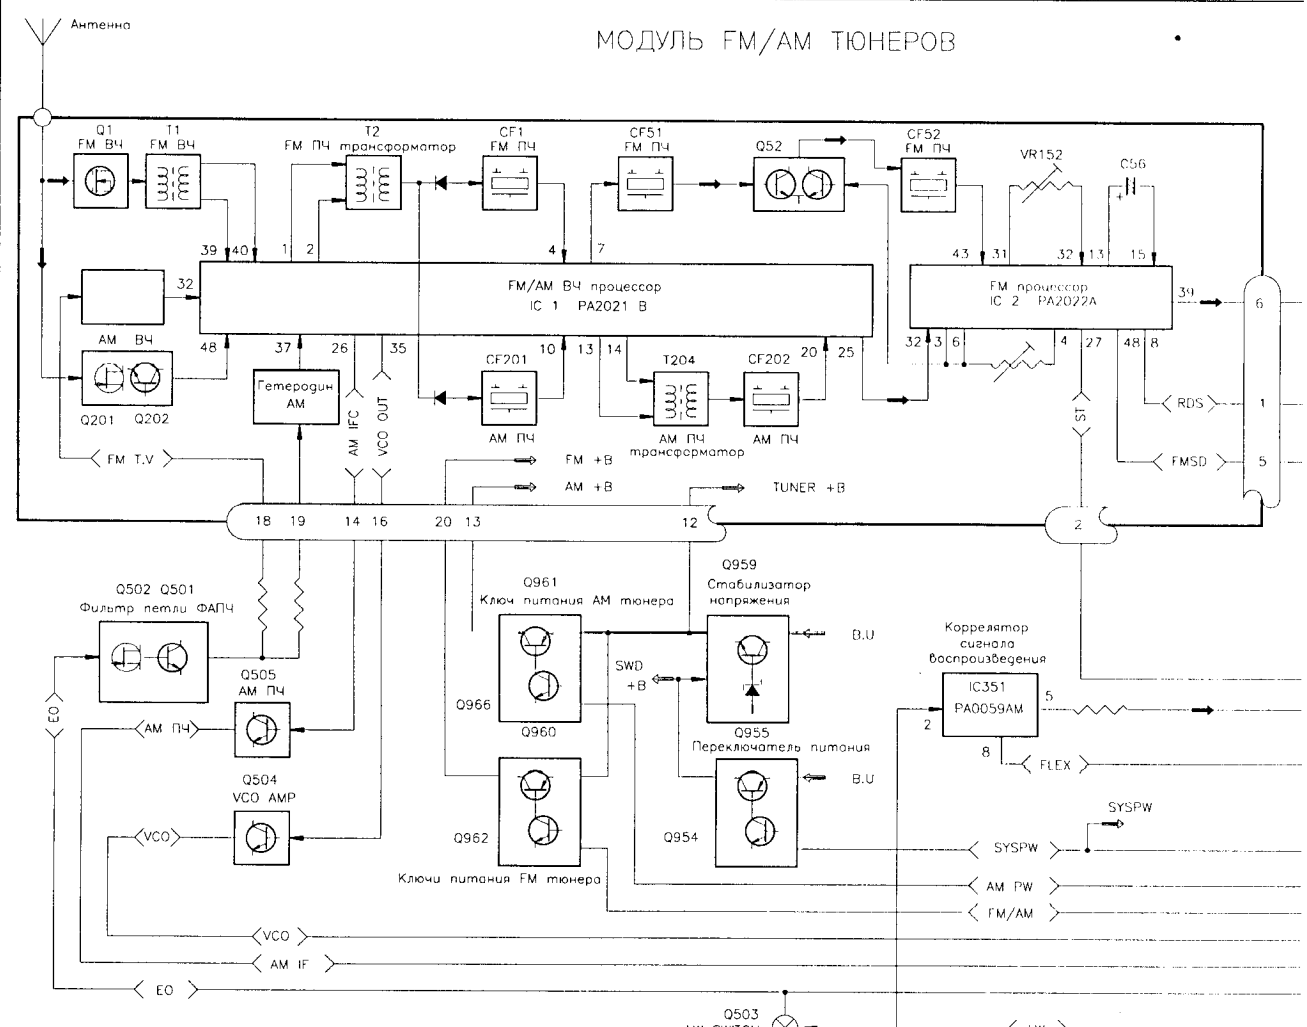 Антенна
МОДУЛЬ FM/AM ТЮНЕРОВ
Q1
FM ВЧ
T1
FM ВЧ
T2
FM ПЧ трансформатор
CF1
FM ПЧ
CF51
FM ПЧ
Q52
CF52
FM ПЧ
VR152
C56
+
39
40
1
2
4
7
43
31
32
13
15
32
FM/AM ВЧ процессор
IC 1 PA2021 B
FM процессор
IC 2 PA2022A
39
6
AM ВЧ
48
37
26
35
10
13
14
20
25
32
3
6
4
27
48
8
CF201
T204
CF202
Гетеродин
AM
Q201
Q202
AM IFC
VCO OUT
AM ПЧ
AM ПЧ
трансформатор
AM ПЧ
ST
RDS
1
FM T.V
FM +B
FMSD
5
AM +B
TUNER +B
18
19
14
16
20
13
12
2
Q502 Q501
Фильтр петли ФАПЧ
Q961
Ключ питания AM тюнера
Q959
Стабилизатор
напряжения
B.U
Коррелятор
сигнала
воспроизведения
SWD
+B
Q505
AM ПЧ
Q966
Q960
IC351
PA0059AM
5
2
8
EO
AM ПЧ
Q955
Переключатель питания
B.U
FLEX
Q504
VCO AMP
SYSPW
VCO
Q962
Q954
SYSPW
Ключи питания FM тюнера
AM PW
FM/AM
VCO
AM IF
EO
Q503